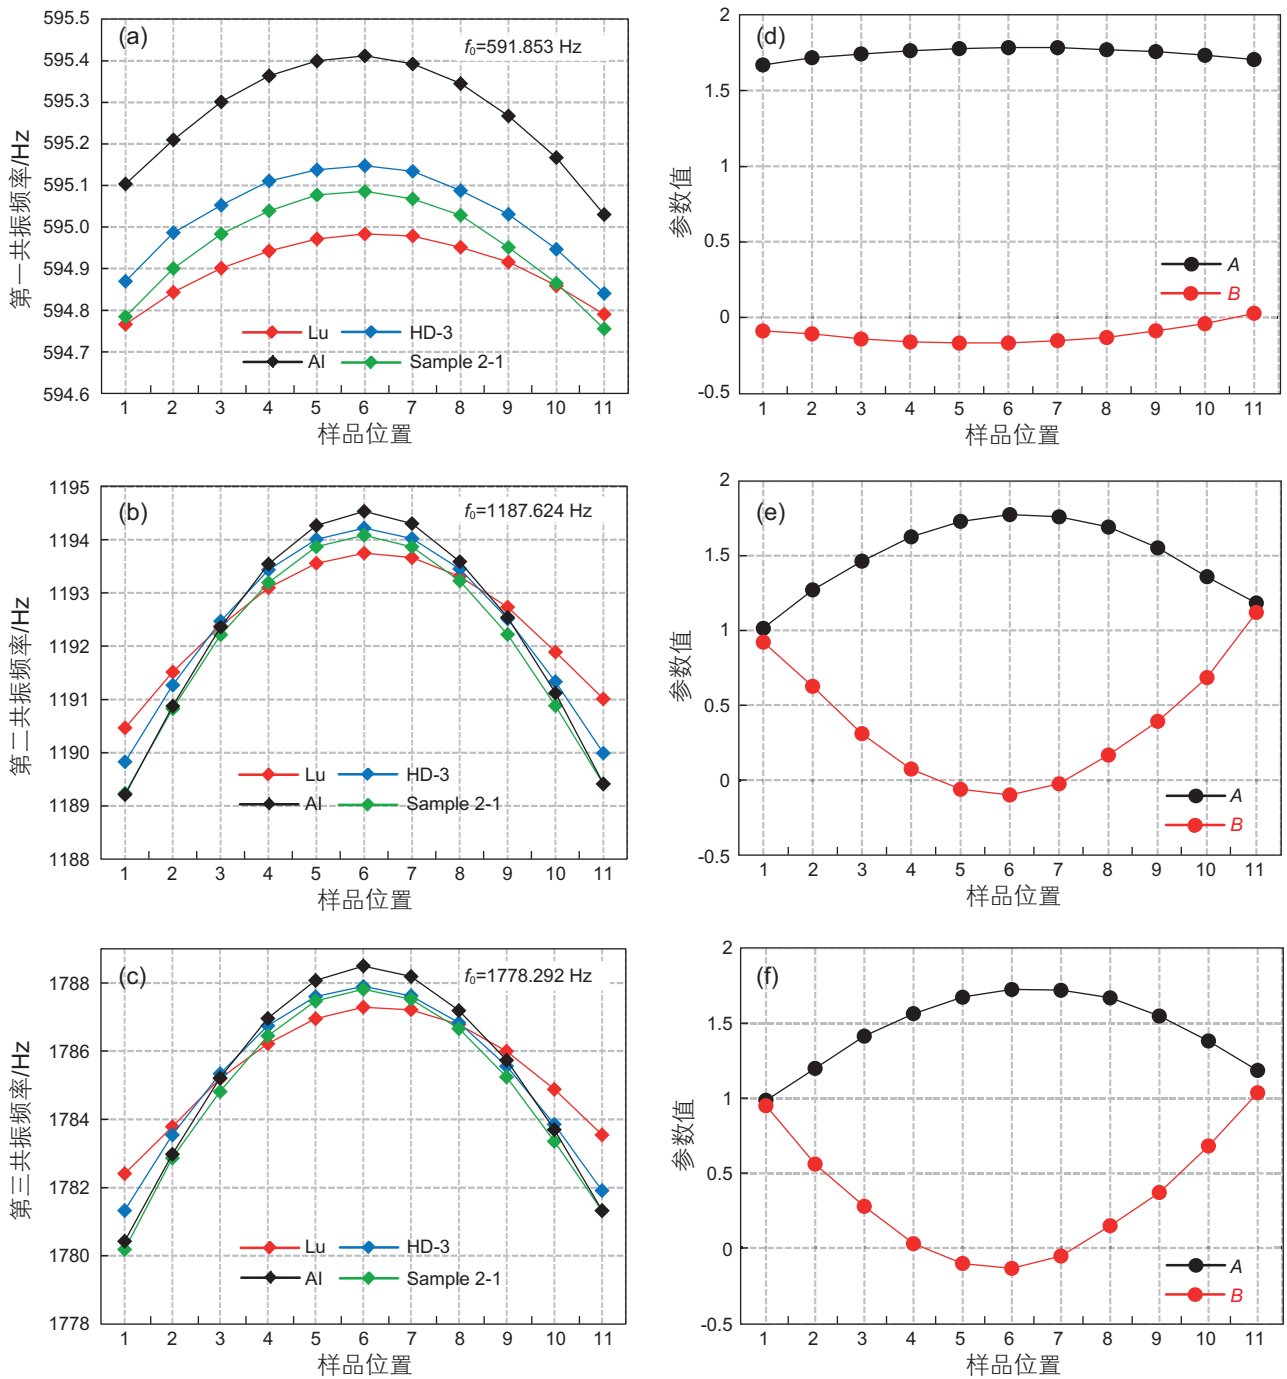 (a)
f0=591.853 Hz
第一共振频率/Hz
595.5
595.4
595.3
595.2
595.1
595.0
594.9
594.8
594.7
594.6
Lu
HD-3
Al
Sample 2-1
1 2 3 4 5 6 7 8 9 10 11
样品位置
(d)
参数值
2
1.5
1
0.5
0
-0.5
A
B
1 2 3 4 5 6 7 8 9 10 11
样品位置
(b)
f0=1187.624 Hz
第二共振频率/Hz
1195
1194
1193
1192
1191
1190
1189
1188
Lu
HD-3
Al
Sample 2-1
1 2 3 4 5 6 7 8 9 10 11
样品位置
(e)
参数值
2
1.5
1
0.5
0
-0.5
A
B
1 2 3 4 5 6 7 8 9 10 11
样品位置
(c)
f0=1778.292 Hz
第三共振频率/Hz
1788
1786
1784
1782
1780
1778
Lu
HD-3
Al
Sample 2-1
1 2 3 4 5 6 7 8 9 10 11
样品位置
(f)
参数值
2
1.5
1
0.5
0
-0.5
A
B
1 2 3 4 5 6 7 8 9 10 11
样品位置